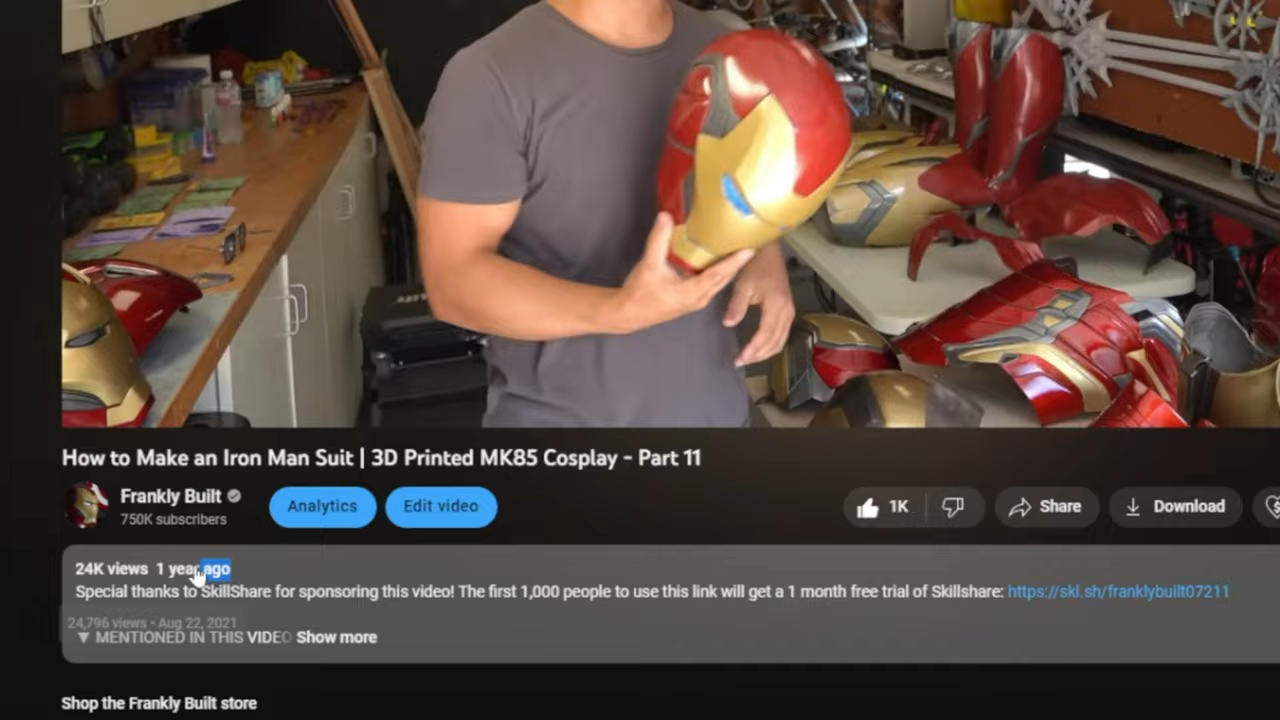 How to Make an Iron Man Suit | 3D Printed MK85 Cosplay - Part 11
Frankly Built
750K subscribers
Analytics
Edit video
1K
Share
Download
24K views 1 year ago
Special thanks to SkillShare for sponsoring this video! The first 1,000 people to use this link will get a 1 month free trial of Skillshare: https://skl.sh/franklybuilt07211
24,796 views • Aug 22, 2021
▼ MENTIONED IN THIS VIDEO Show more
Shop the Frankly Built store